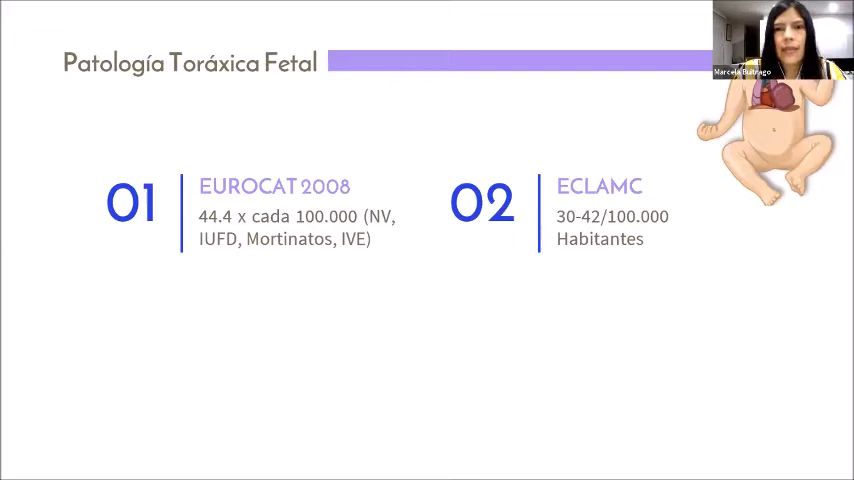 Patología Toráxica Fetal
Marcela Buitrago
01
EUROCAT 2008
44.4 x cada 100.000 (NV,
IUFD, Mortinatos, IVE)
02
ECLAMC
30-42/100.000
Habitantes